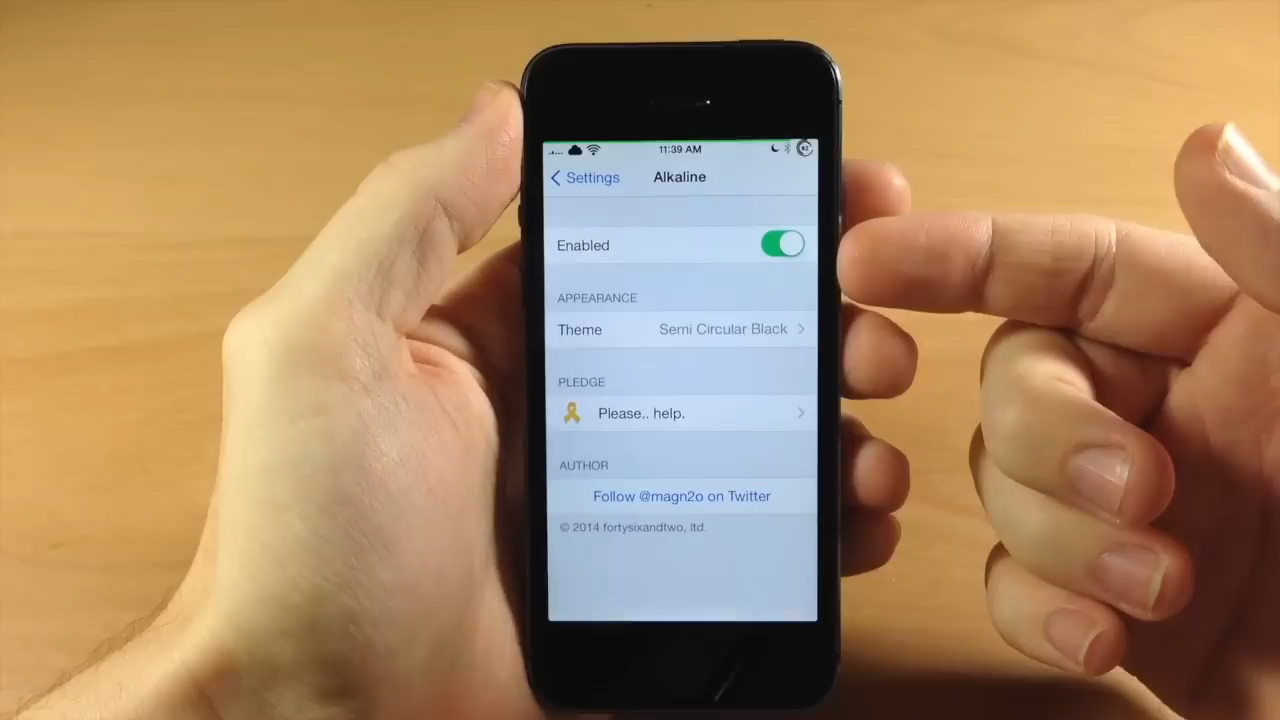 11:39 AM
92
Settings
Alkaline
Enabled
APPEARANCE
Theme
Semi Circular Black
PLEDGE
Please.. help.
AUTHOR
Follow @magn2o on Twitter
© 2014 fortysixandtwo, ltd.